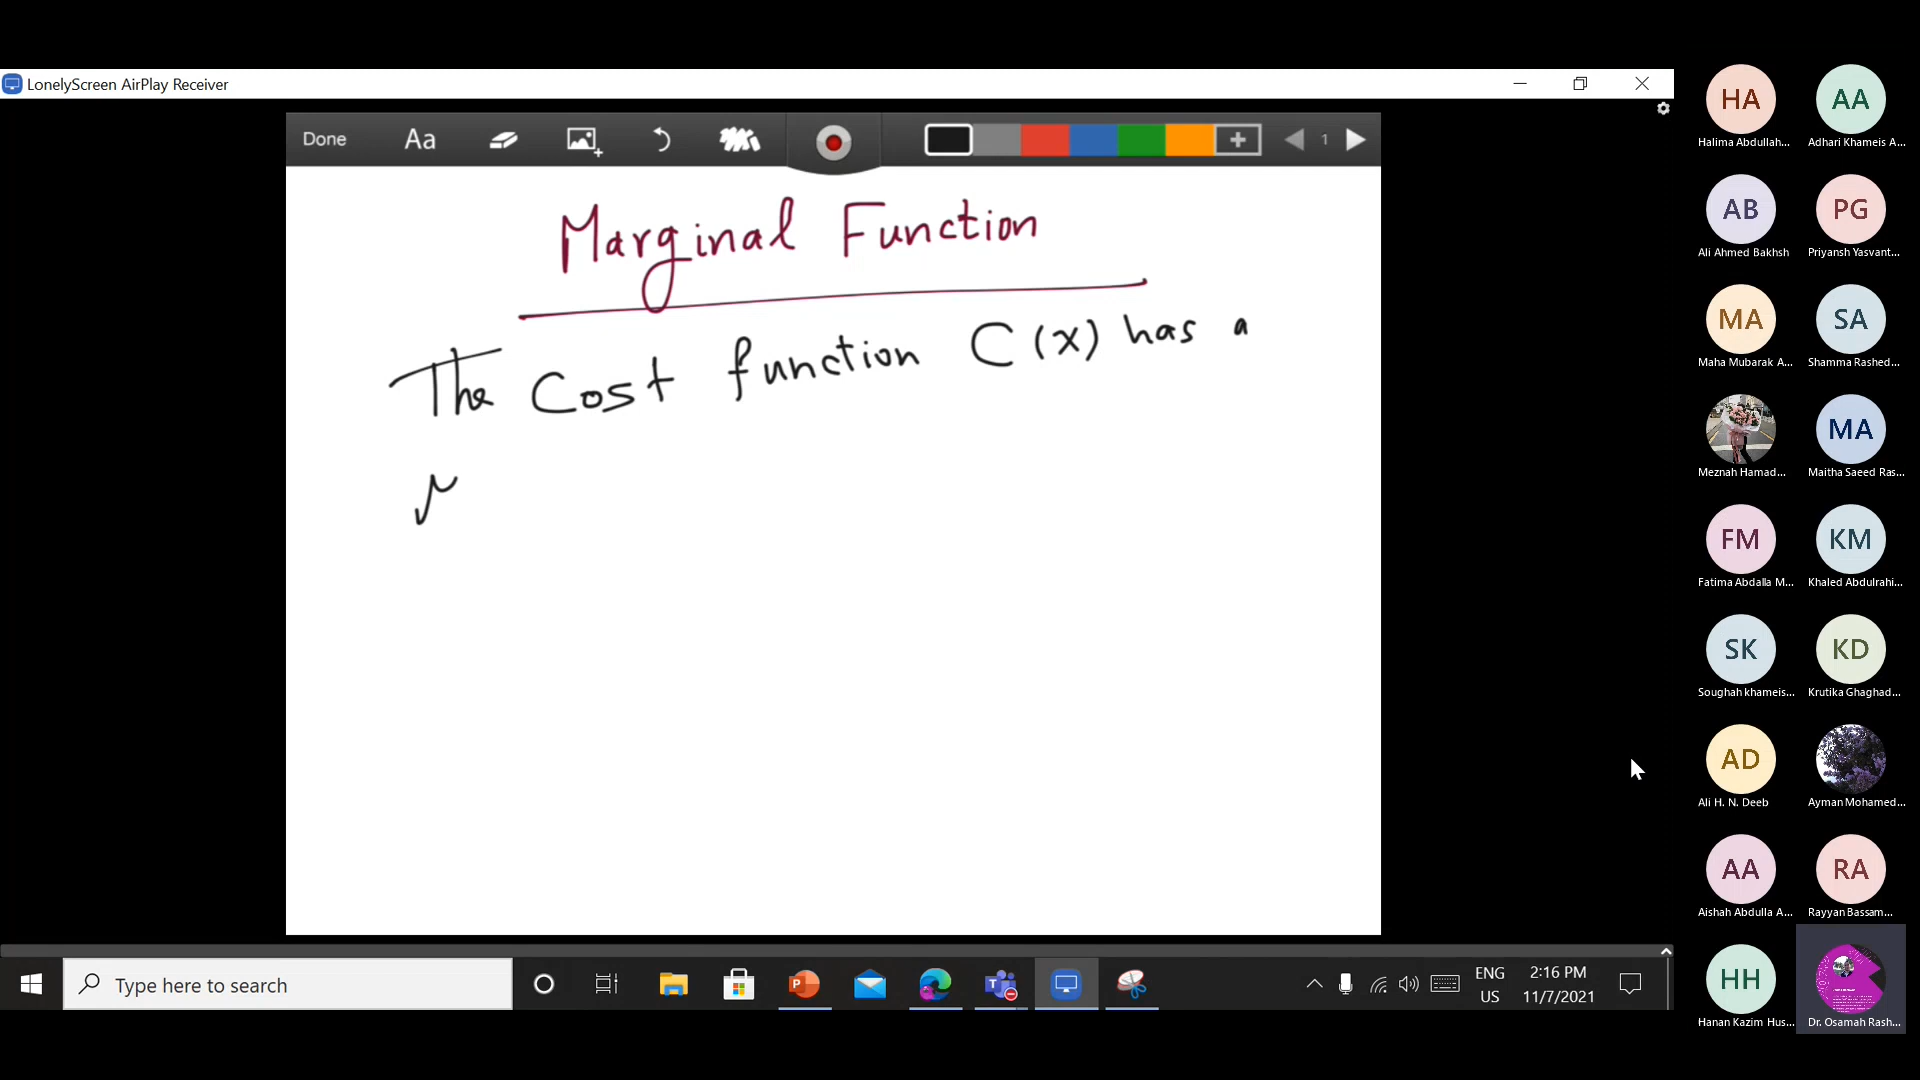 LonelyScreen AirPlay Receiver
Done
Aa
1
Marginal Function
The Cost function C(x) has a
HA
AA
Halima Abdullah...
Adhari Khameis A...
AB
PG
Ali Ahmed Bakhsh
Priyansh Yasvant...
MA
SA
Maha Mubarak A...
Shamma Rashed...
MA
Meznah Hamad...
Maitha Saeed Ras...
FM
KM
Fatima Abdalla M...
Khaled Abdulrahi...
SK
KD
Soughah khameis...
Krutika Ghaghad...
AD
Ali H. N. Deeb
Ayman Mohamed...
AA
RA
Aishah Abdulla A...
Rayyan Bassam...
HH
Hanan Kazim Hus...
Dr. Osamah Rash...
Type here to search
ENG
US
2:16 PM
11/7/2021